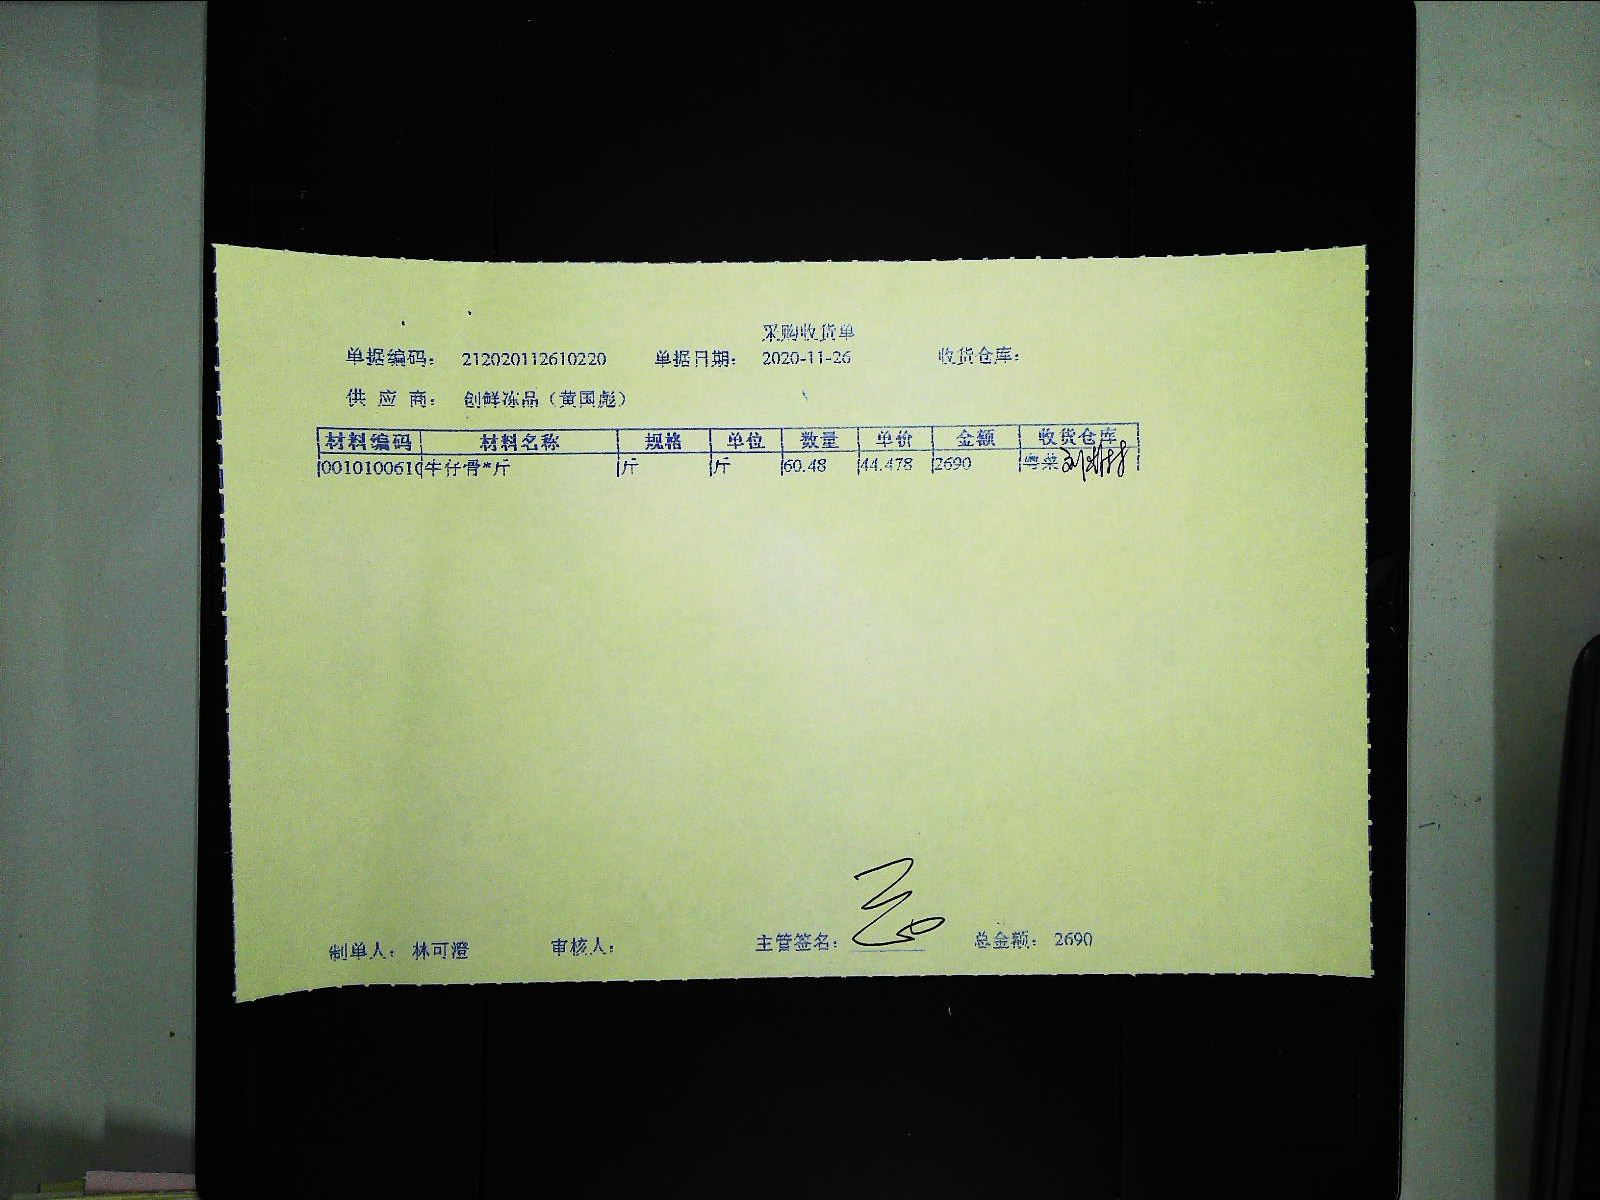 采购收货单
单据编码： 212020112610220 单据日期： 2020-11-26 收货仓库：
供 应 商： 创鲜冻品（黄国彪）
材料编码 材料名称 规格 单位 数量 单价 金额 收货仓库
0010100610 牛仔骨*斤 斤 斤 60.48 44.478 2690 粤菜
制单人： 林可澄 审核人： 主管签名： 总金额： 2690